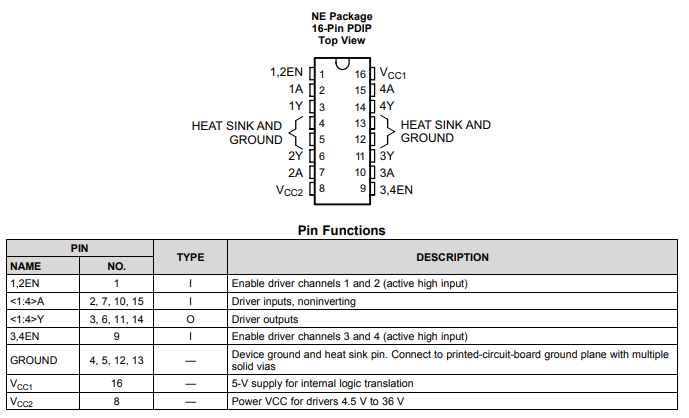 NE Package
16-Pin PDIP
Top View
1,2EN 1 16 VCC1
1A 2 15 4A
1Y 3 14 4Y
HEAT SINK AND GROUND 4 13 HEAT SINK AND GROUND
5 12
2Y 6 11 3Y
2A 7 10 3A
VCC2 8 9 3,4EN
Pin Functions
PIN
TYPE
DESCRIPTION
NAME NO.
1,2EN 1 I Enable driver channels 1 and 2 (active high input)
<1:4>A 2, 7, 10, 15 I Driver inputs, noninverting
<1:4>Y 3, 6, 11, 14 O Driver outputs
3,4EN 9 I Enable driver channels 3 and 4 (active high input)
GROUND 4, 5, 12, 13 — Device ground and heat sink pin. Connect to printed-circuit-board ground plane with multiple
solid vias
VCC1 16 — 5-V supply for internal logic translation
VCC2 8 — Power VCC for drivers 4.5 V to 36 V